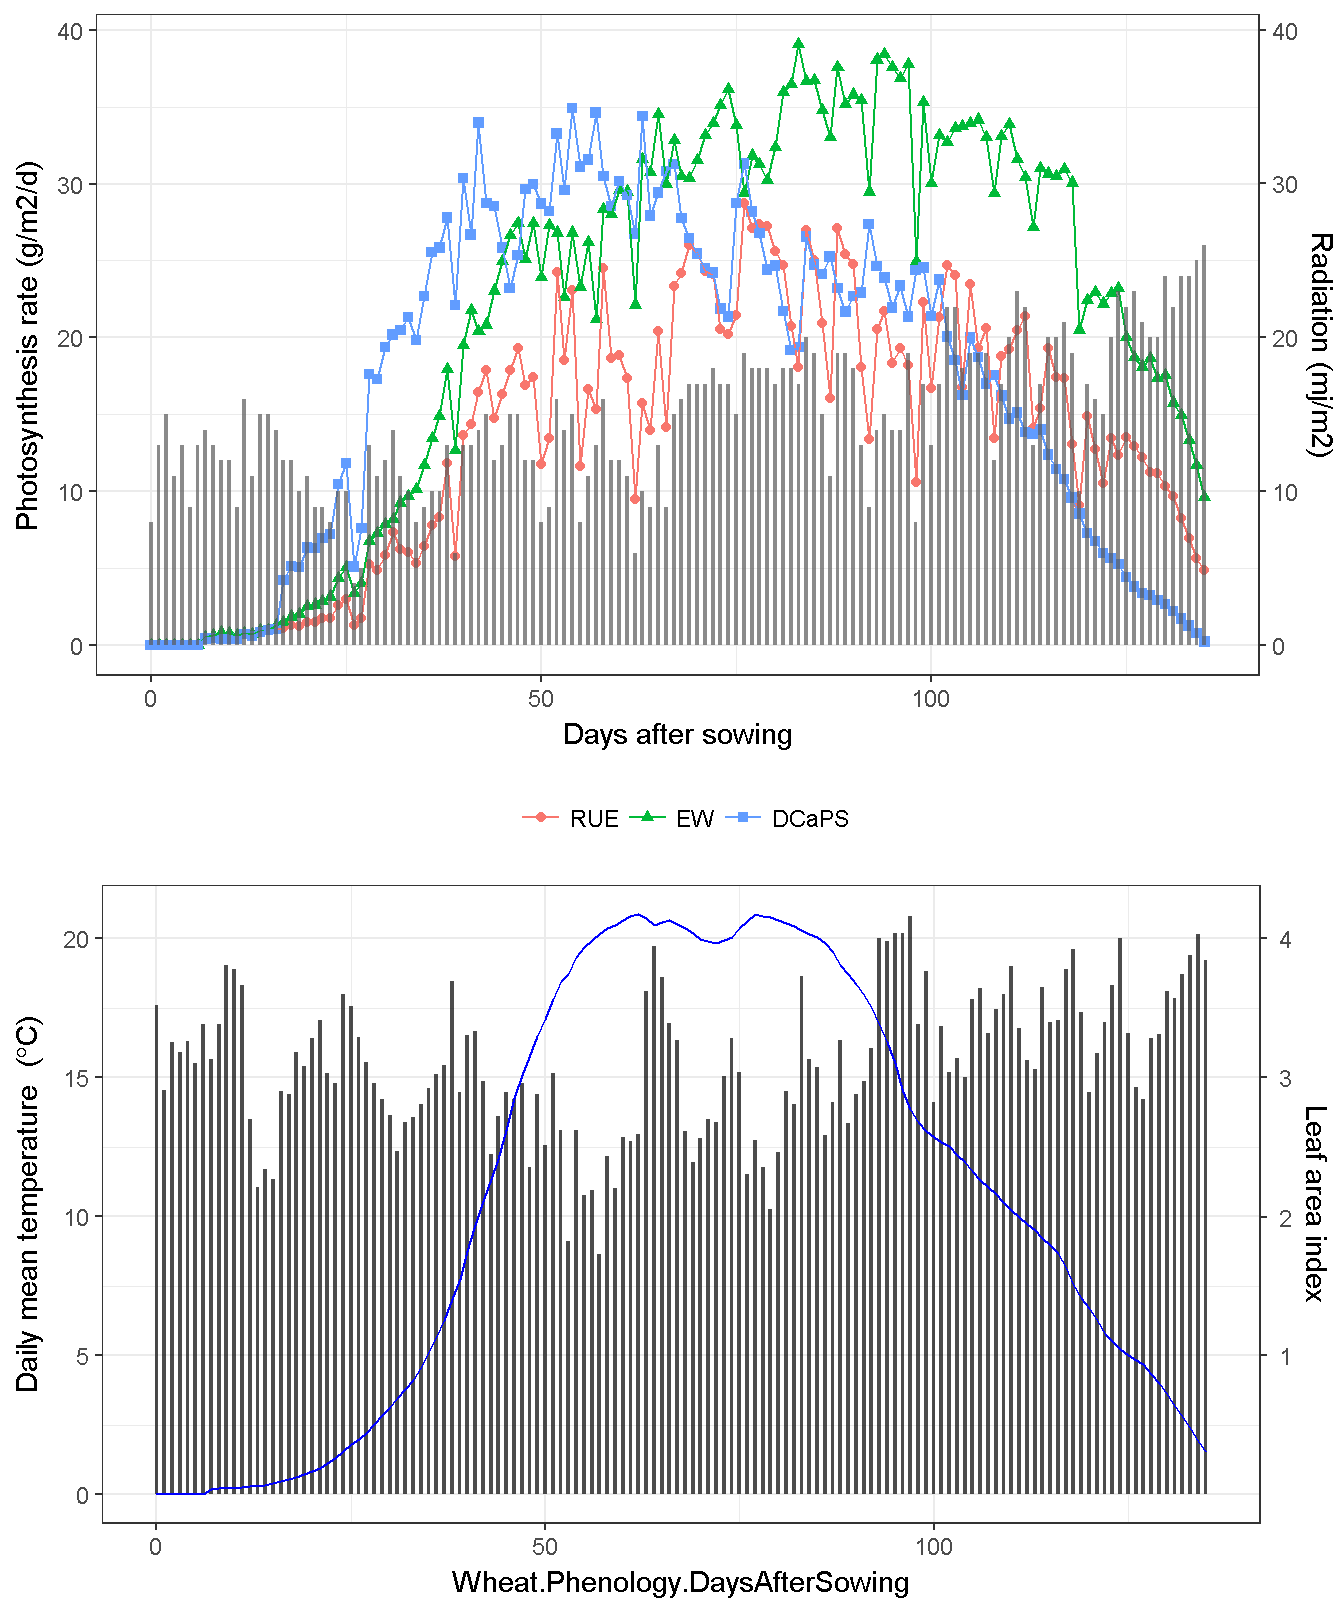 40
30
20
10
0
40
30
20
10
0
Photosynthesis rate (g/m2/d)
Radiation (mj/m2)
0 50 100
Days after sowing
RUE EW DCaPS
20
15
10
5
0
4
3
2
1
Daily mean temperature (°C)
Leaf area index
0 50 100
Wheat.Phenology.DaysAfterSowing